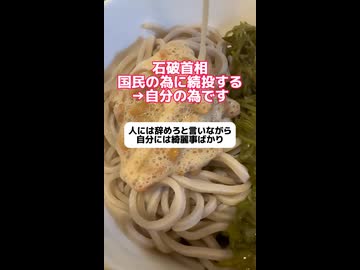 石破首相
国民の為に続投する
→自分の為です
人には辞めろと言いながら
自分には綺麗事ばかり